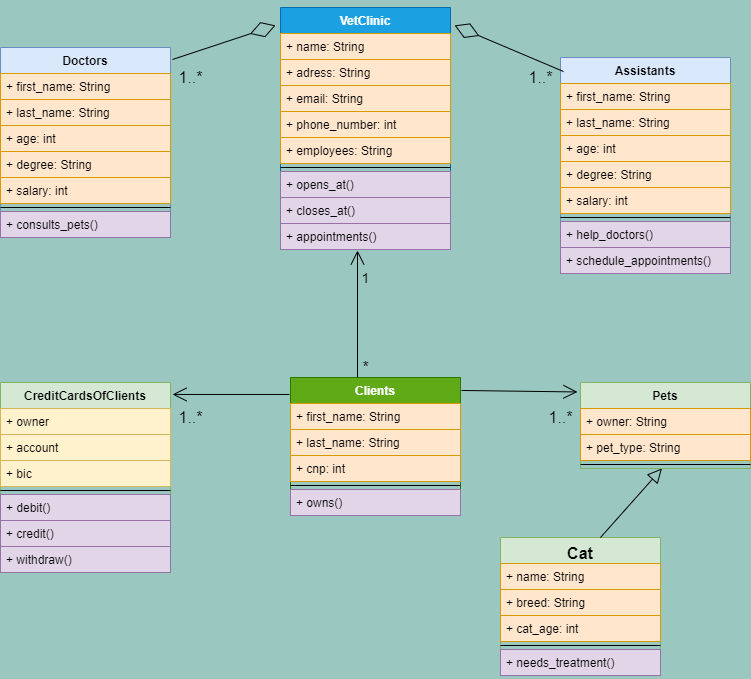 VetClinic
+ name: String
+ adress: String
+ email: String
+ phone_number: int
+ employees: String
+ opens_at()
+ closes_at()
+ appointments()
Doctors
+ first_name: String
+ last_name: String
+ age: int
+ degree: String
+ salary: int
+ consults_pets()
1..*
1..*
Assistants
+ first_name: String
+ last_name: String
+ age: int
+ degree: String
+ salary: int
+ help_doctors()
+ schedule_appointments()
1
*
CreditCardsOfClients
+ owner
+ account
+ bic
+ debit()
+ credit()
+ withdraw()
1..*
Clients
+ first_name: String
+ last_name: String
+ cnp: int
+ owns()
1..*
Pets
+ owner: String
+ pet_type: String
Cat
+ name: String
+ breed: String
+ cat_age: int
+ needs_treatment()